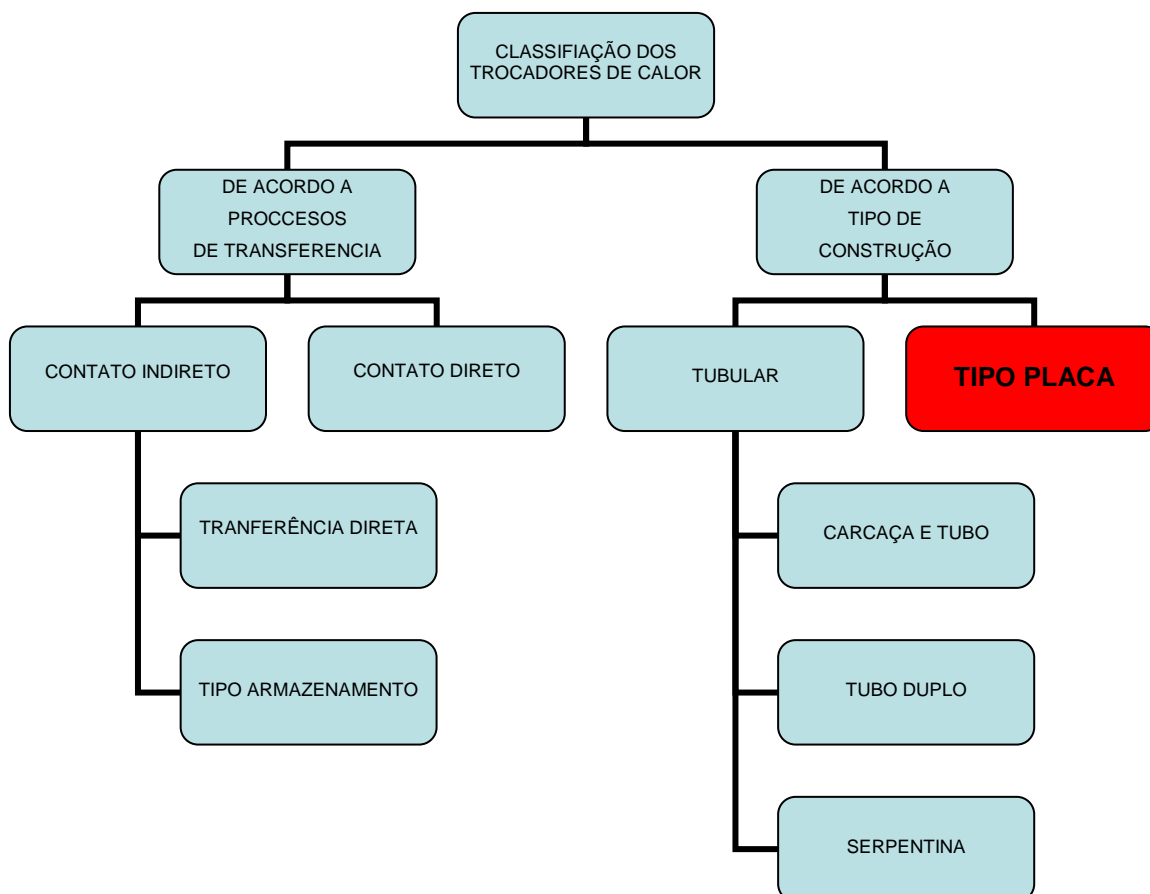 CLASSIFIAÇÃO DOS
TROCADORES DE CALOR
DE ACORDO A
PROCCESOS
DE TRANSFERENCIA
DE ACORDO A
TIPO DE
CONSTRUÇÃO
CONTATO INDIRETO
CONTATO DIRETO
TUBULAR
TIPO PLACA
TRANFERÊNCIA DIRETA
CARCAÇA E TUBO
TIPO ARMAZENAMENTO
TUBO DUPLO
SERPENTINA